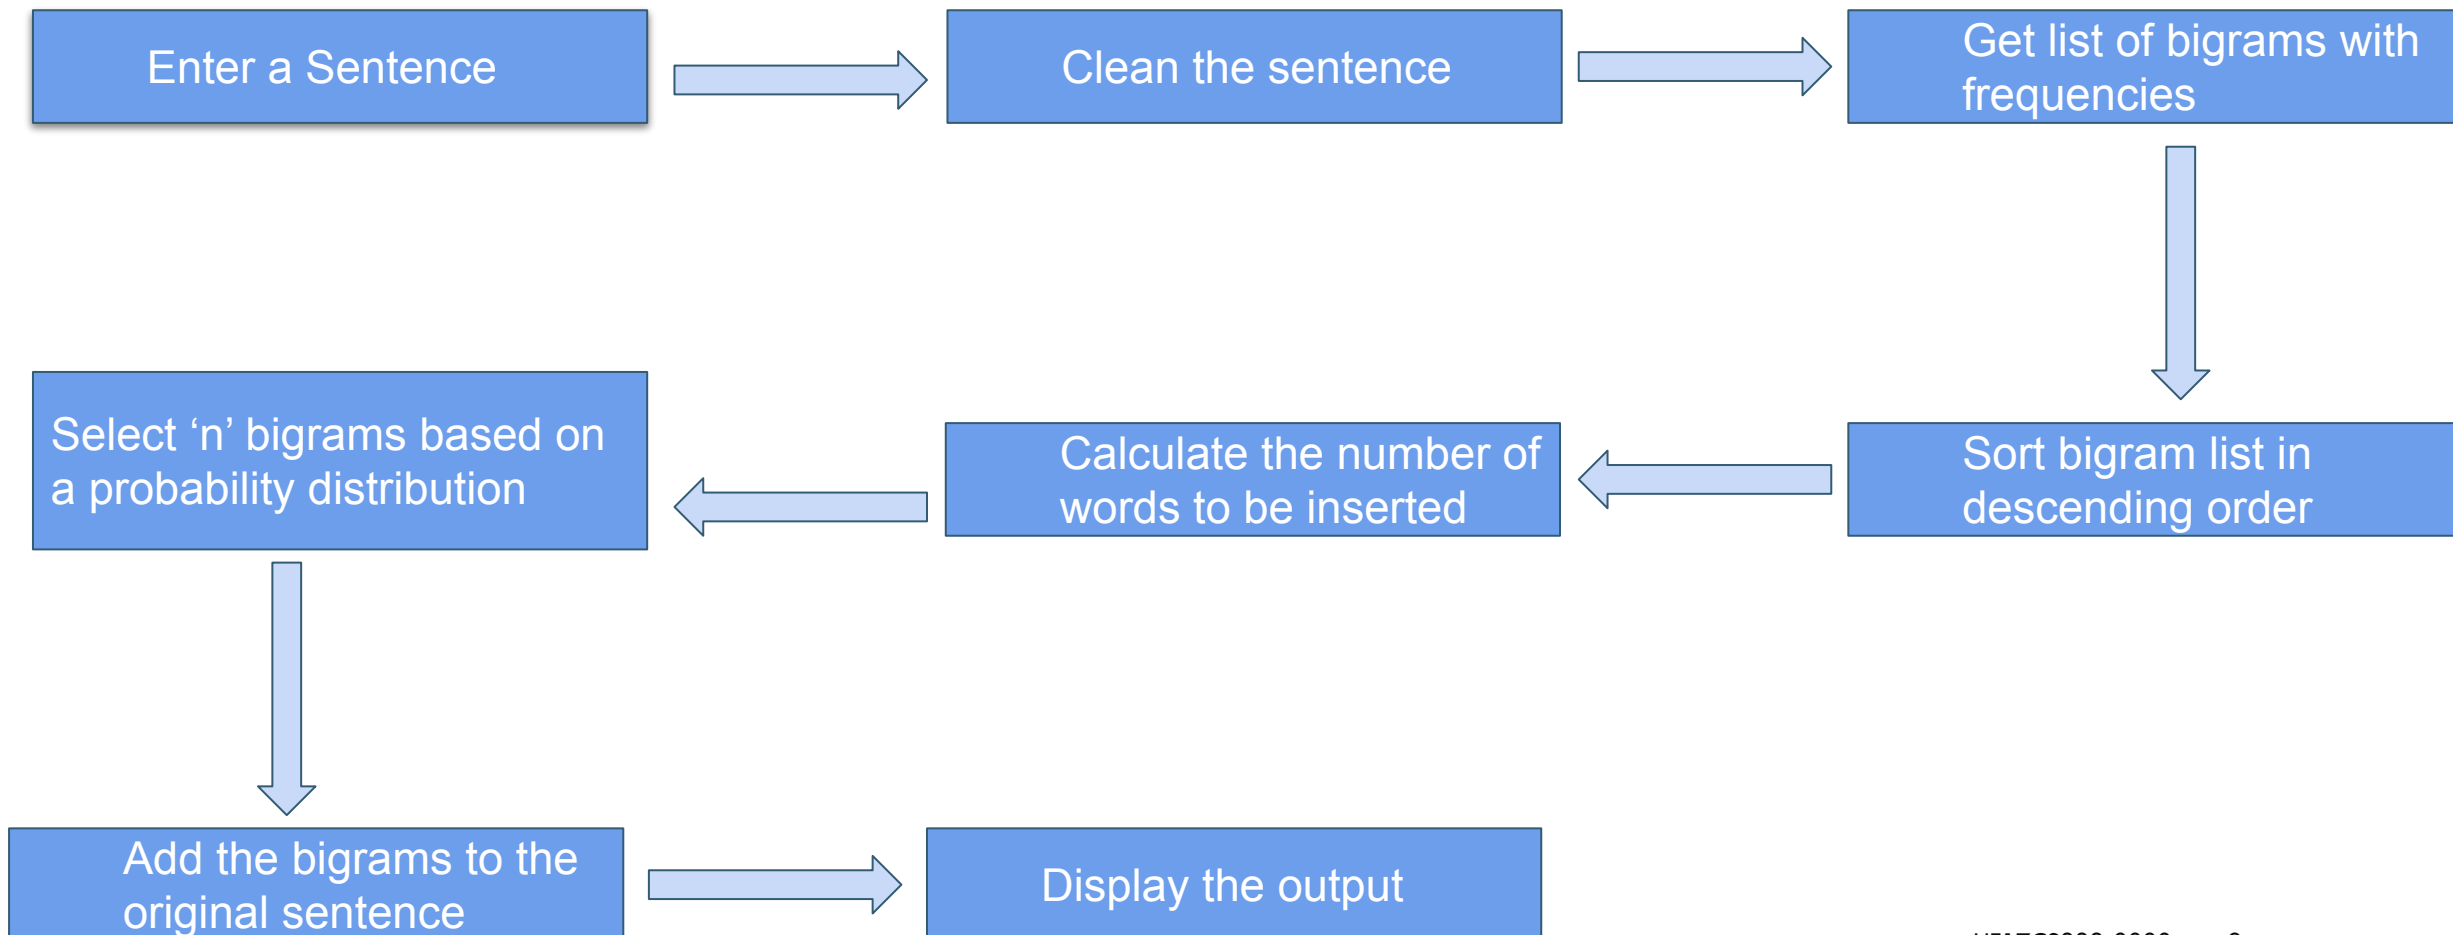 Enter a Sentence
Clean the sentence
Get list of bigrams with
frequencies
Sort bigram list in
descending order
Calculate the number of
words to be inserted
Select ‘n’ bigrams based on
a probability distribution
Add the bigrams to the
original sentence
Display the output